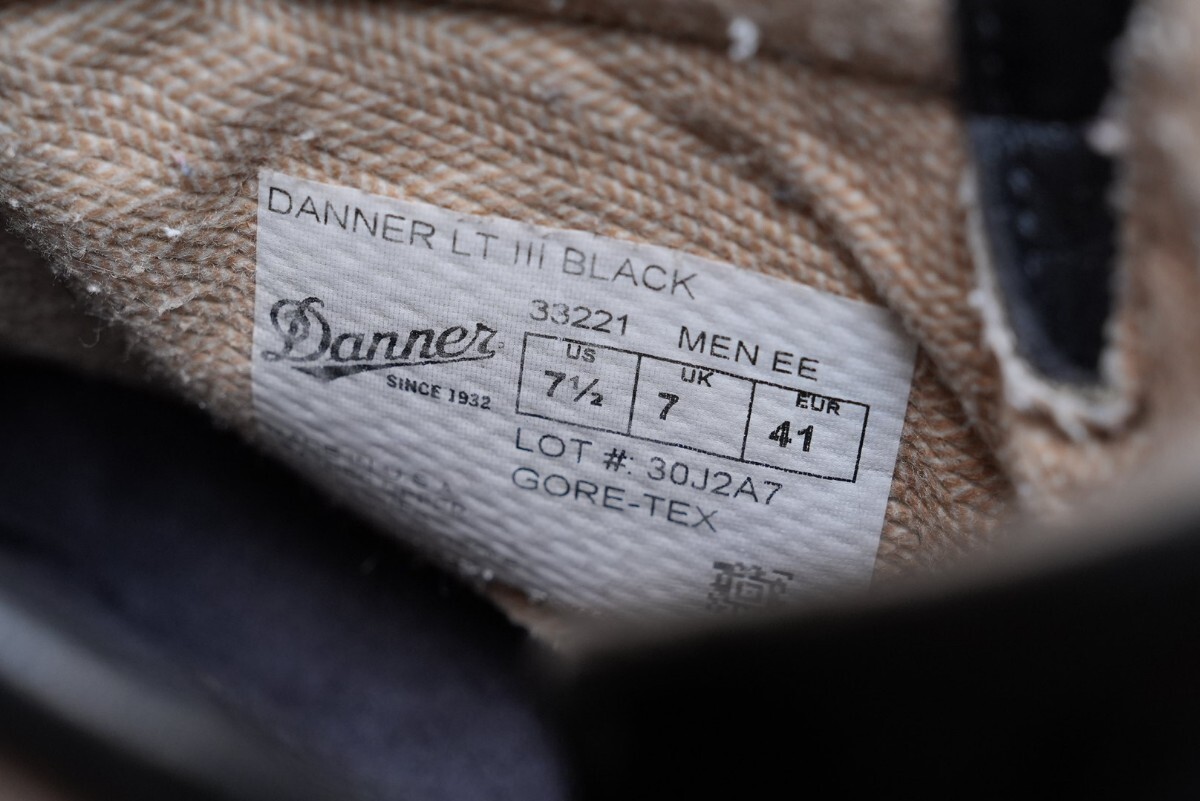 DANNER LT III BLACK
33221 MEN EE
Danner
SINCE 1932
US UK EUR
7½ 7 41
LOT #: 30J2A7
GORE-TEX